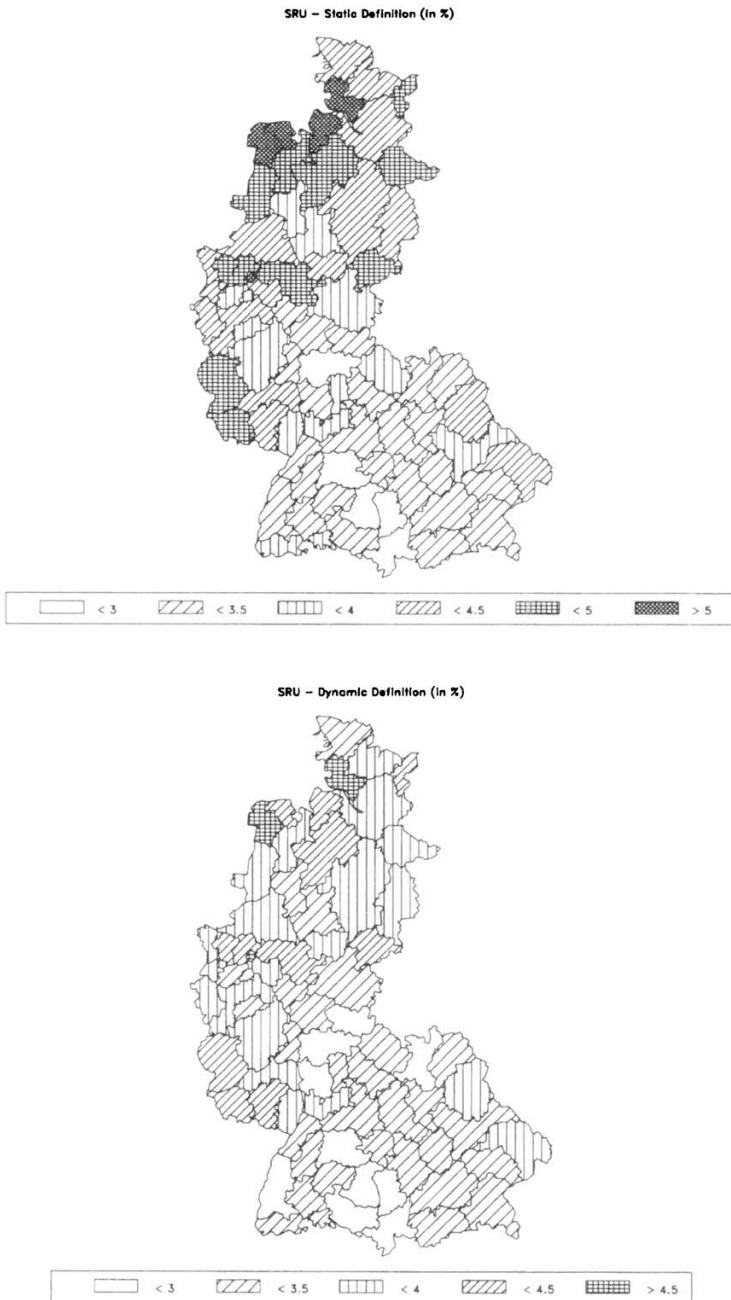 SRU – Static Definition (in %)
< 3 < 3.5 < 4 < 4.5 < 5 > 5
SRU – Dynamic Definition (in %)
< 3 < 3.5 < 4 < 4.5 > 4.5